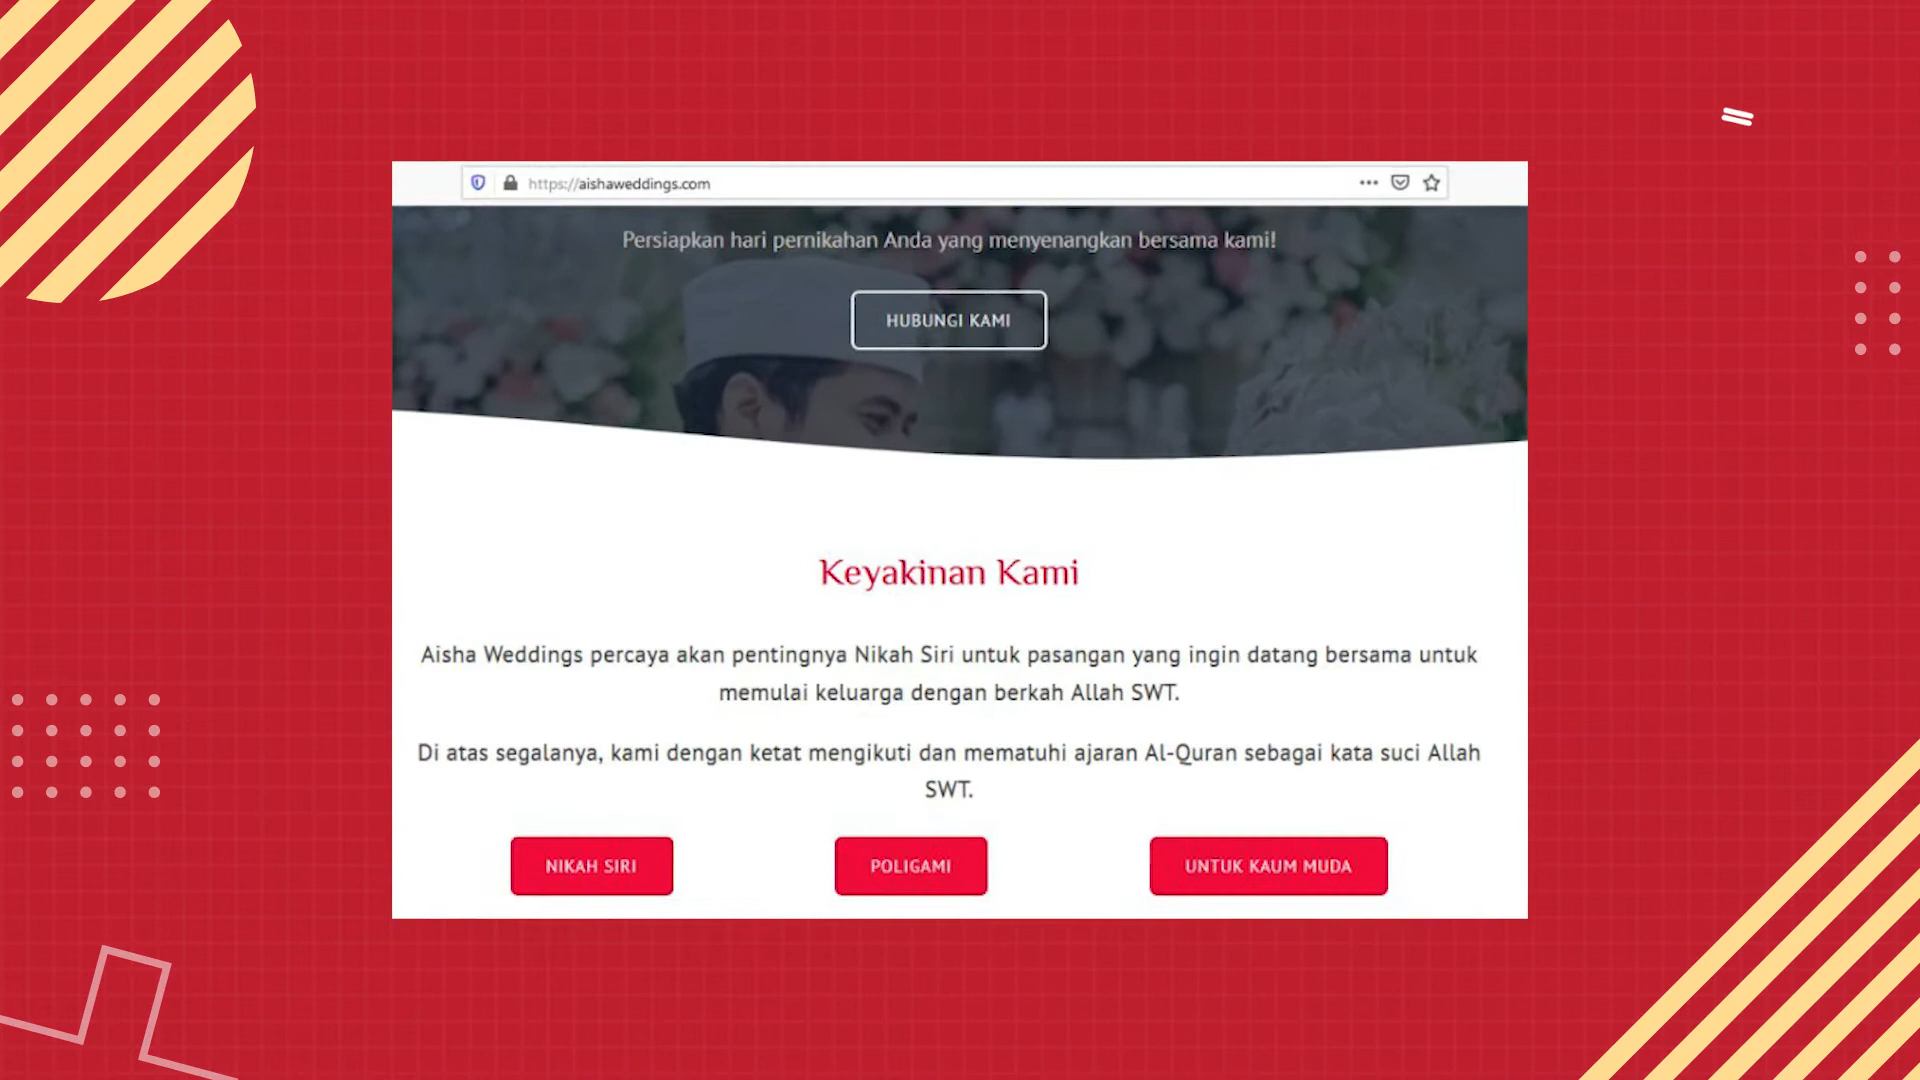 https://aishaweddings.com
Persiapkan hari pernikahan Anda yang menyenangkan bersama kami!
HUBUNGI KAMI
Keyakinan Kami
Aisha Weddings percaya akan pentingnya Nikah Siri untuk pasangan yang ingin datang bersama untuk
memulai keluarga dengan berkah Allah SWT.
Di atas segalanya, kami dengan ketat mengikuti dan mematuhi ajaran Al-Quran sebagai kata suci Allah
SWT.
NIKAH SIRI
POLIGAMI
UNTUK KAUM MUDA